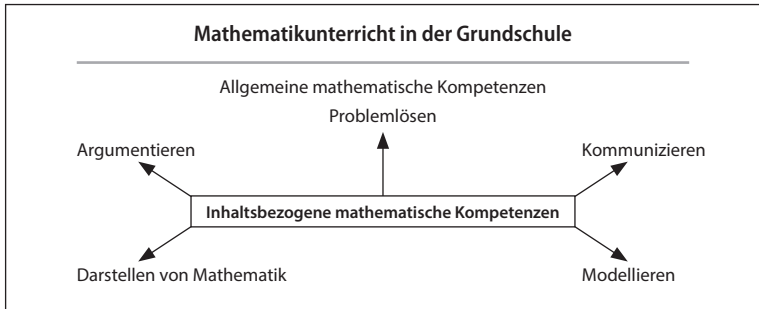 Mathematikunterricht in der Grundschule
Allgemeine mathematische Kompetenzen
Problemlösen
Argumentieren
Kommunizieren
Inhaltsbezogene mathematische Kompetenzen
Darstellen von Mathematik
Modellieren